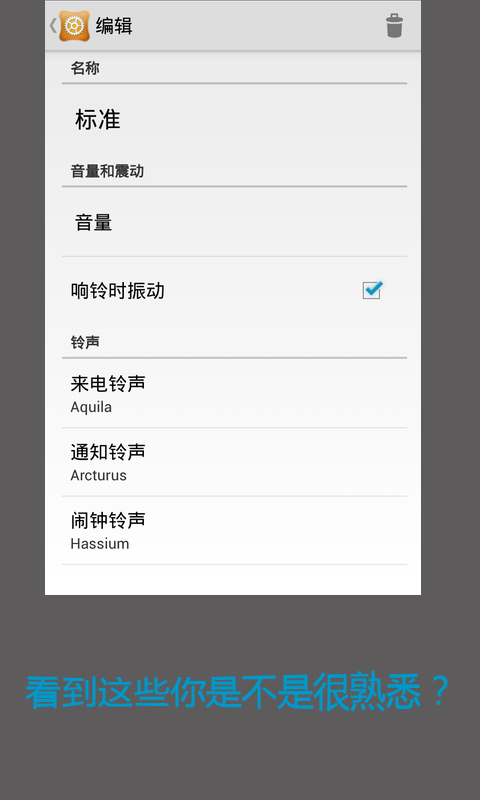 编辑
名称
标准
音量和震动
音量
响铃时振动
铃声
来电铃声
Aquila
通知铃声
Arcturus
闹钟铃声
Hassium
看到这些你是不是很熟悉？